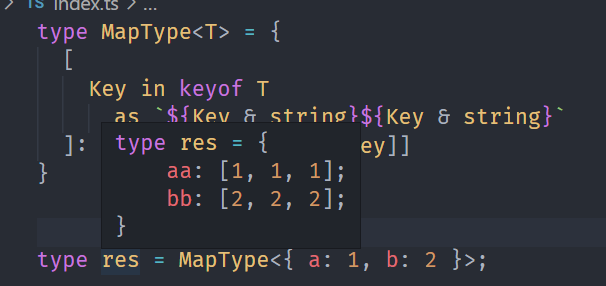 > TS index.ts > ...
type MapType<T> = {
[
Key in keyof T
as `${Key & string}${Key & string}`
]: ey]]
type res = {
aa: [1, 1, 1];
bb: [2, 2, 2];
}
}
type res = MapType<{ a: 1, b: 2 }>;